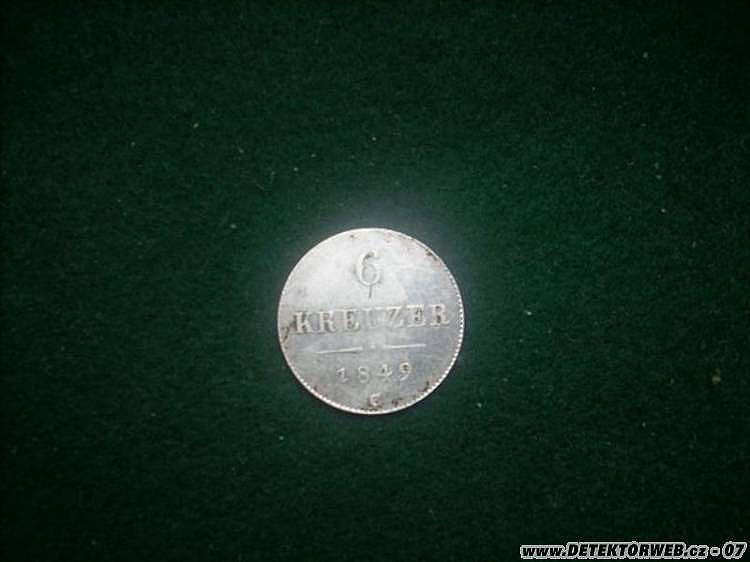 6
KREUZER
1849
C
www.DETEKTORWEB.cz - 07